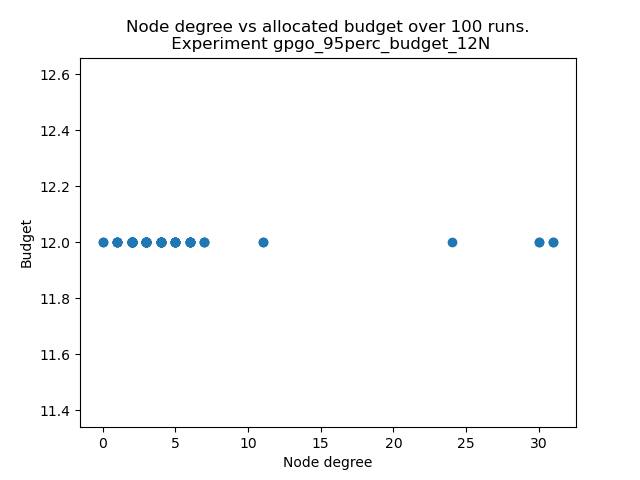 Node degree vs allocated budget over 100 runs.
Experiment gpgo_95perc_budget_12N
12.6
12.4
12.2
12.0
11.8
11.6
11.4
Budget
0 5 10 15 20 25 30
Node degree